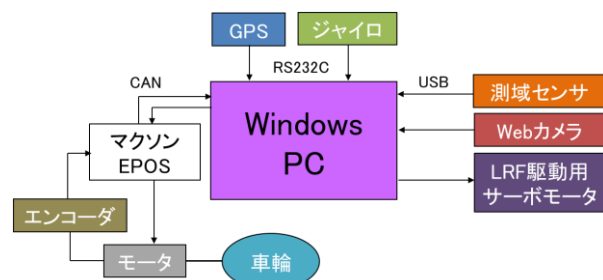 GPS
ジャイロ
RS232C
CAN
USB
Windows
PC
測域センサ
Webカメラ
LRF駆動用
サーボモータ
マクソン
EPOS
エンコーダ
モータ
車輪